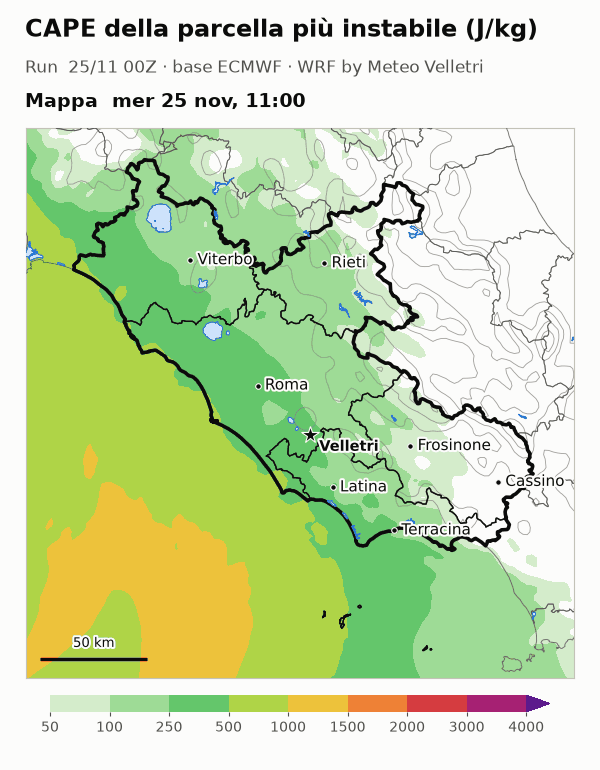 CAPE della parcella più instabile (J/kg)
Run  25/11 00Z · base ECMWF · WRF by Meteo Velletri
Mappa  mer 25 nov, 11:00
Viterbo
Rieti
Roma
Velletri
Frosinone
Cassino
Latina
Terracina
50 km
50 100 250 500 1000 1500 2000 3000 4000